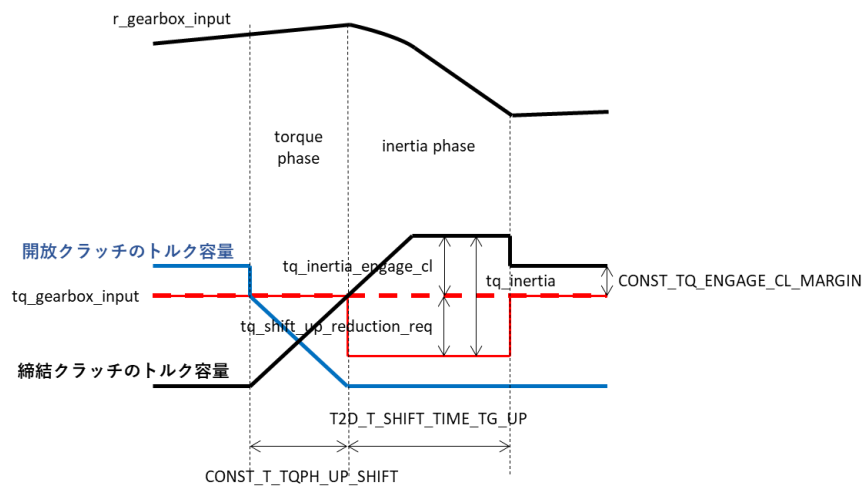 r_gearbox_input
torque
phase
inertia phase
開放クラッチのトルク容量
tq_inertia_engage_cl
tq_inertia
CONST_TQ_ENGAGE_CL_MARGIN
tq_gearbox_input
tq_shift_up_reduction_req
締結クラッチのトルク容量
T2D_T_SHIFT_TIME_TG_UP
CONST_T_TQPH_UP_SHIFT